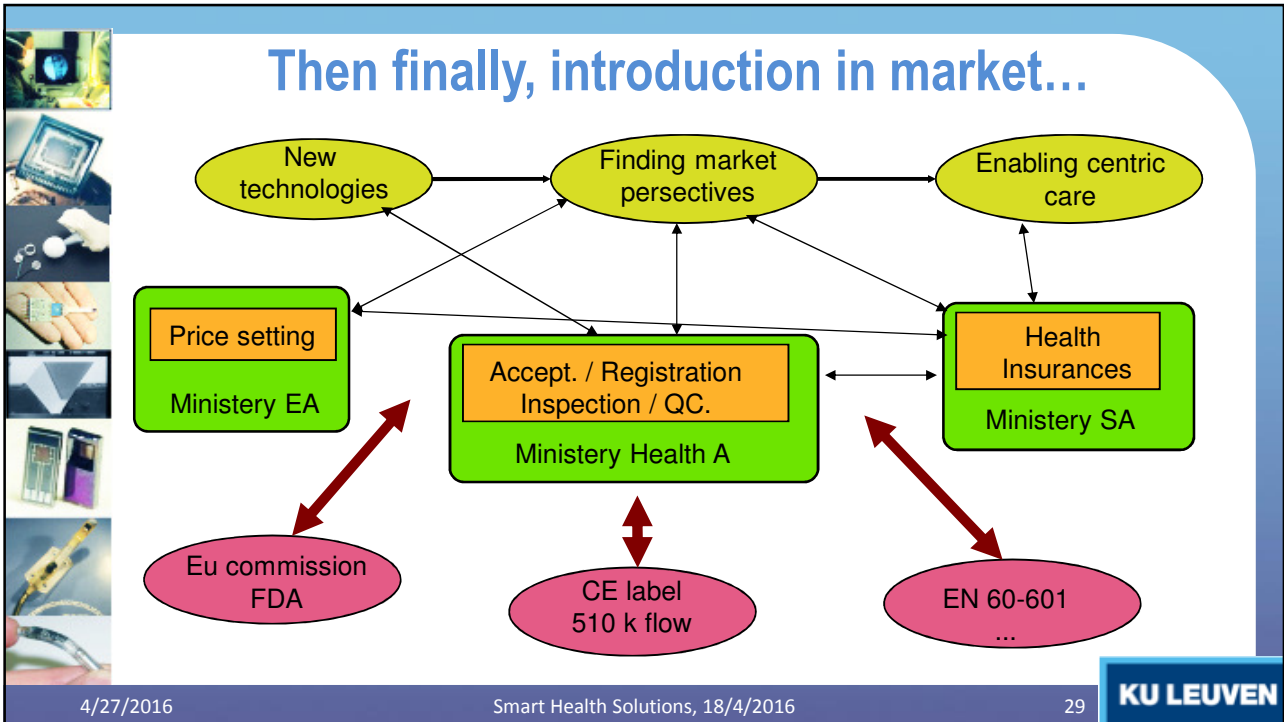 Then finally, introduction in market…
New
technologies
Finding market
persectives
Enabling centric
care
Price setting
Ministery EA
Accept. / Registration
Inspection / QC.
Ministery Health A
Health
Insurances
Ministery SA
Eu commission
FDA
CE label
510 k flow
EN 60-601
...
4/27/2016
Smart Health Solutions, 18/4/2016
29
KU LEUVEN